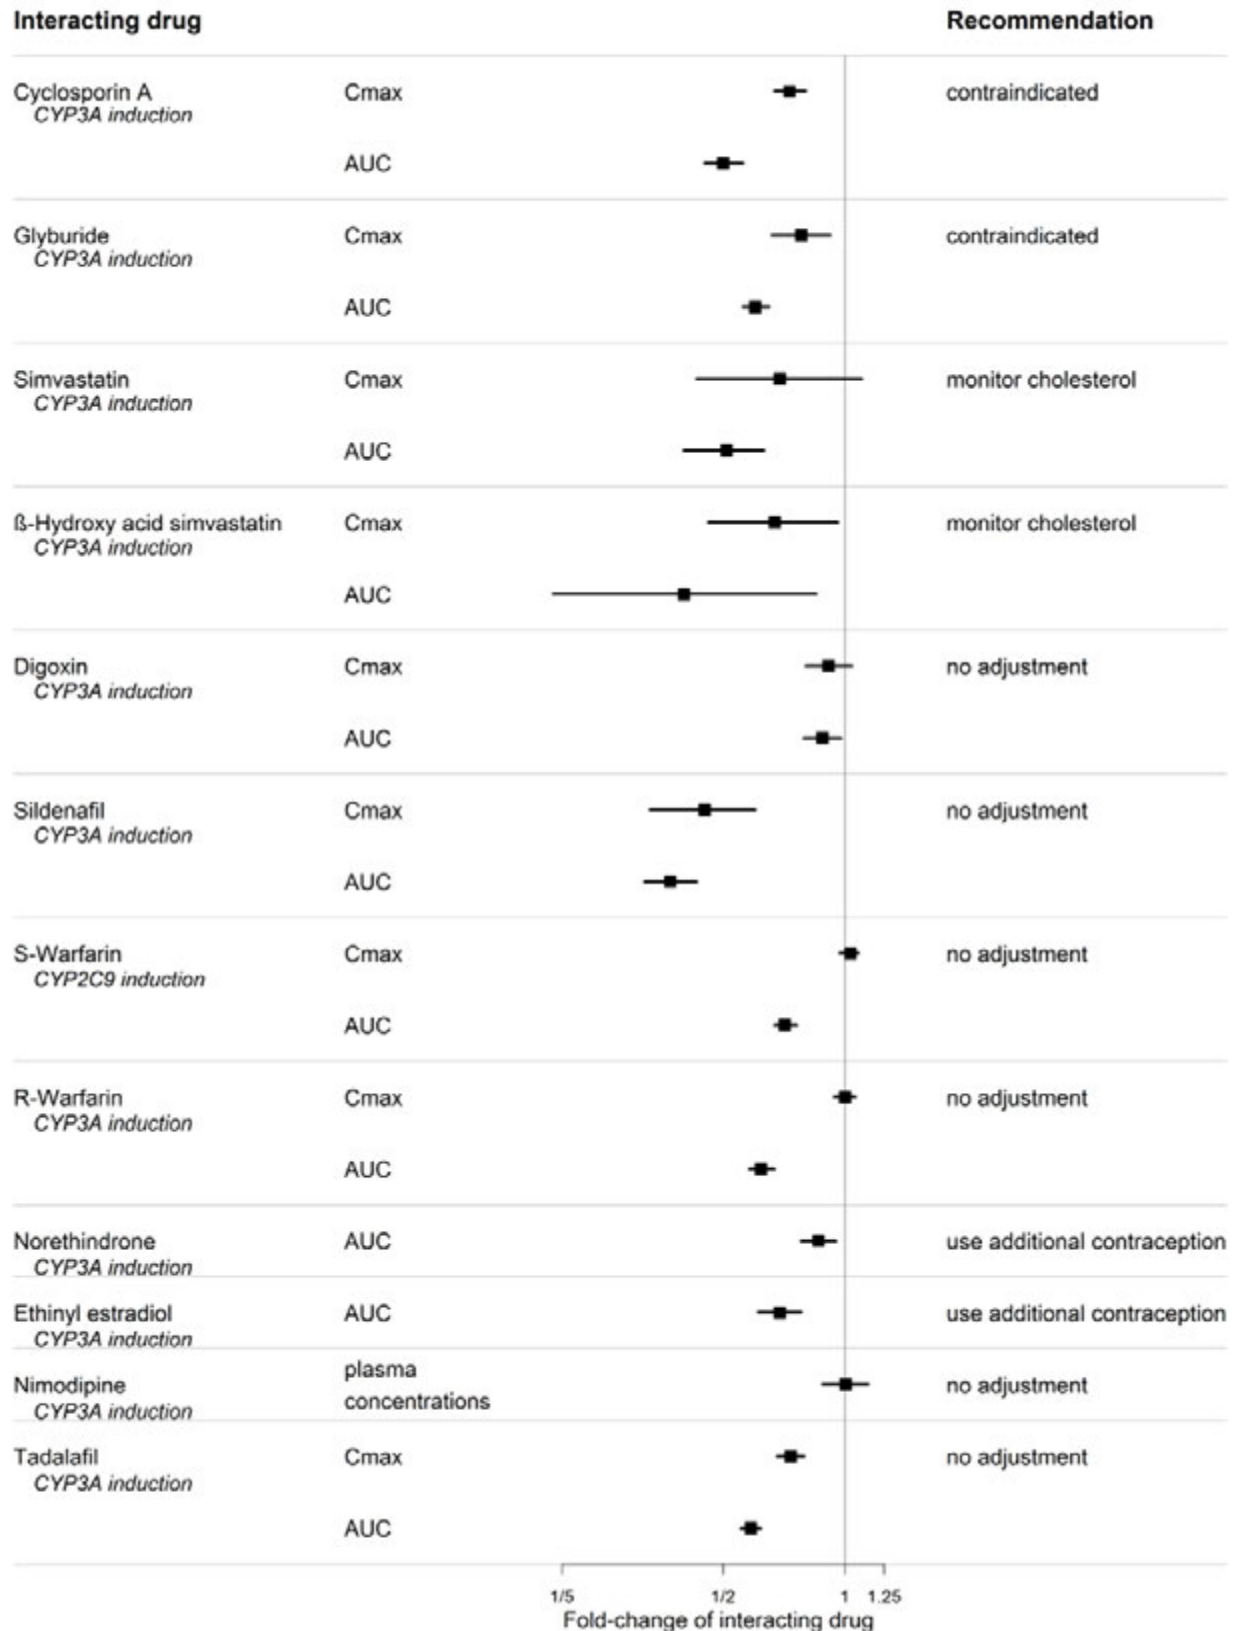 Interacting drug Recommendation
Cyclosporin A Cmax contraindicated
CYP3A induction
AUC
Glyburide Cmax contraindicated
CYP3A induction
AUC
Simvastatin Cmax monitor cholesterol
CYP3A induction
AUC
ß-Hydroxy acid simvastatin Cmax monitor cholesterol
CYP3A induction
AUC
Digoxin Cmax no adjustment
CYP3A induction
AUC
Sildenafil Cmax no adjustment
CYP3A induction
AUC
S-Warfarin Cmax no adjustment
CYP2C9 induction
AUC
R-Warfarin Cmax no adjustment
CYP3A induction
AUC
Norethindrone AUC use additional contraception
CYP3A induction
Ethinyl estradiol AUC use additional contraception
CYP3A induction
plasma
Nimodipine no adjustment
concentrations
CYP3A induction
Tadalafil Cmax no adjustment
CYP3A induction
AUC
1/5 1/2 1 1.25
Fold-change of interacting drug